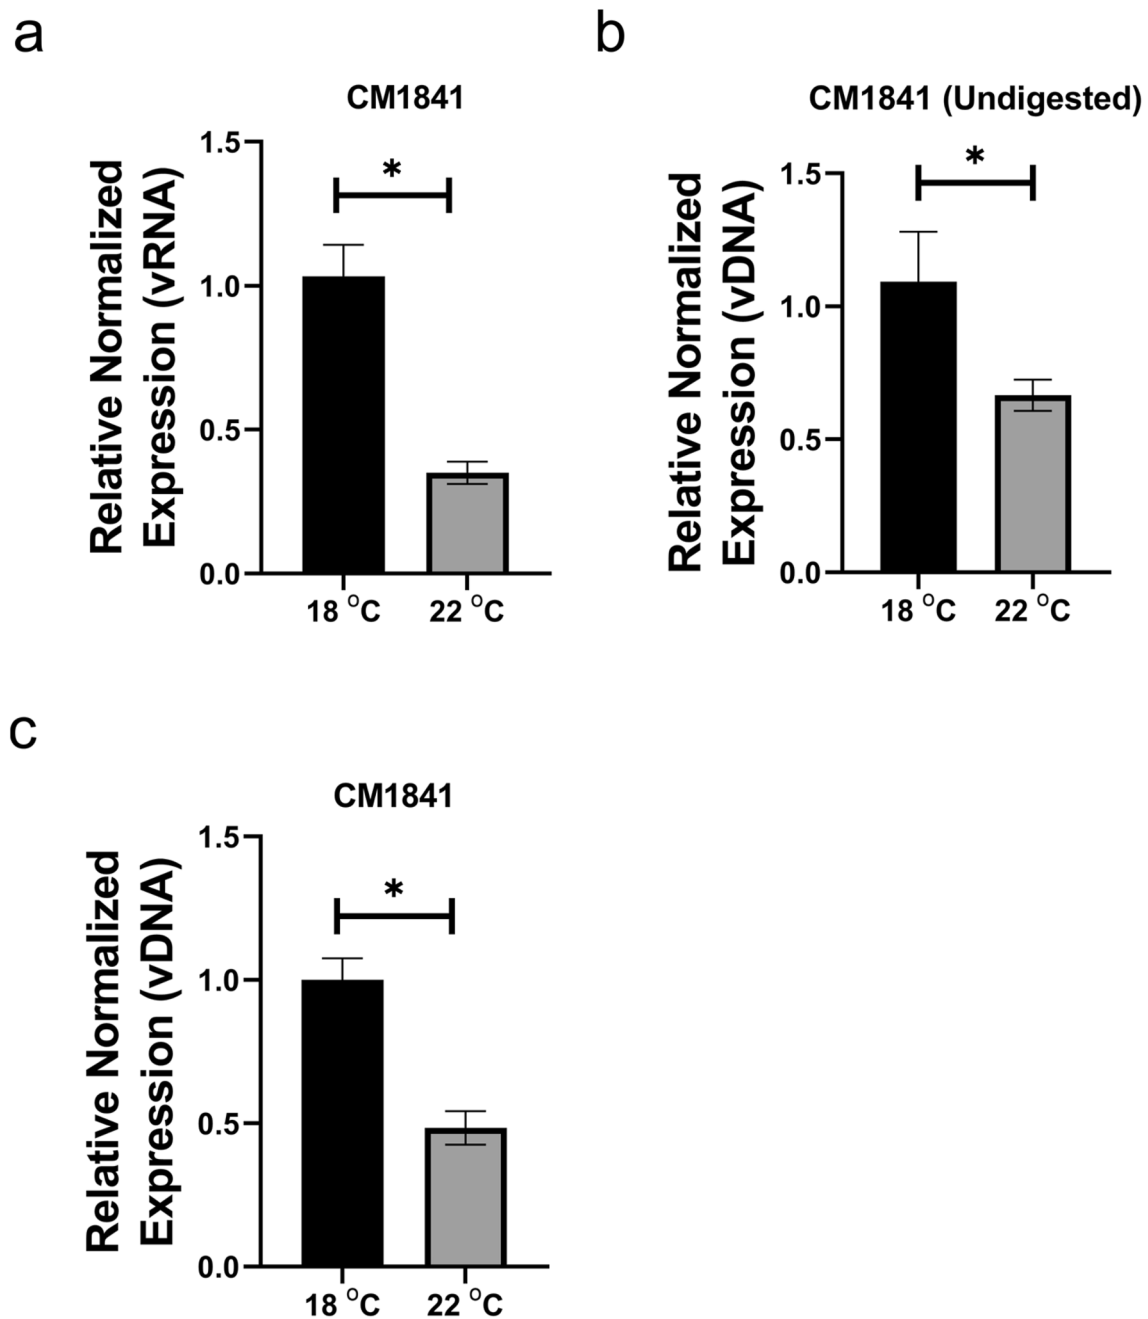 a
CM1841
Relative Normalized
Expression (vRNA)
1.5
*
1.0
0.5
0.0
18 °C
22 °C
b
CM1841 (Undigested)
Relative Normalized
Expression (vDNA)
1.5
*
1.0
0.5
0.0
18 °C
22 °C
c
CM1841
Relative Normalized
Expression (vDNA)
1.5
*
1.0
0.5
0.0
18 °C
22 °C